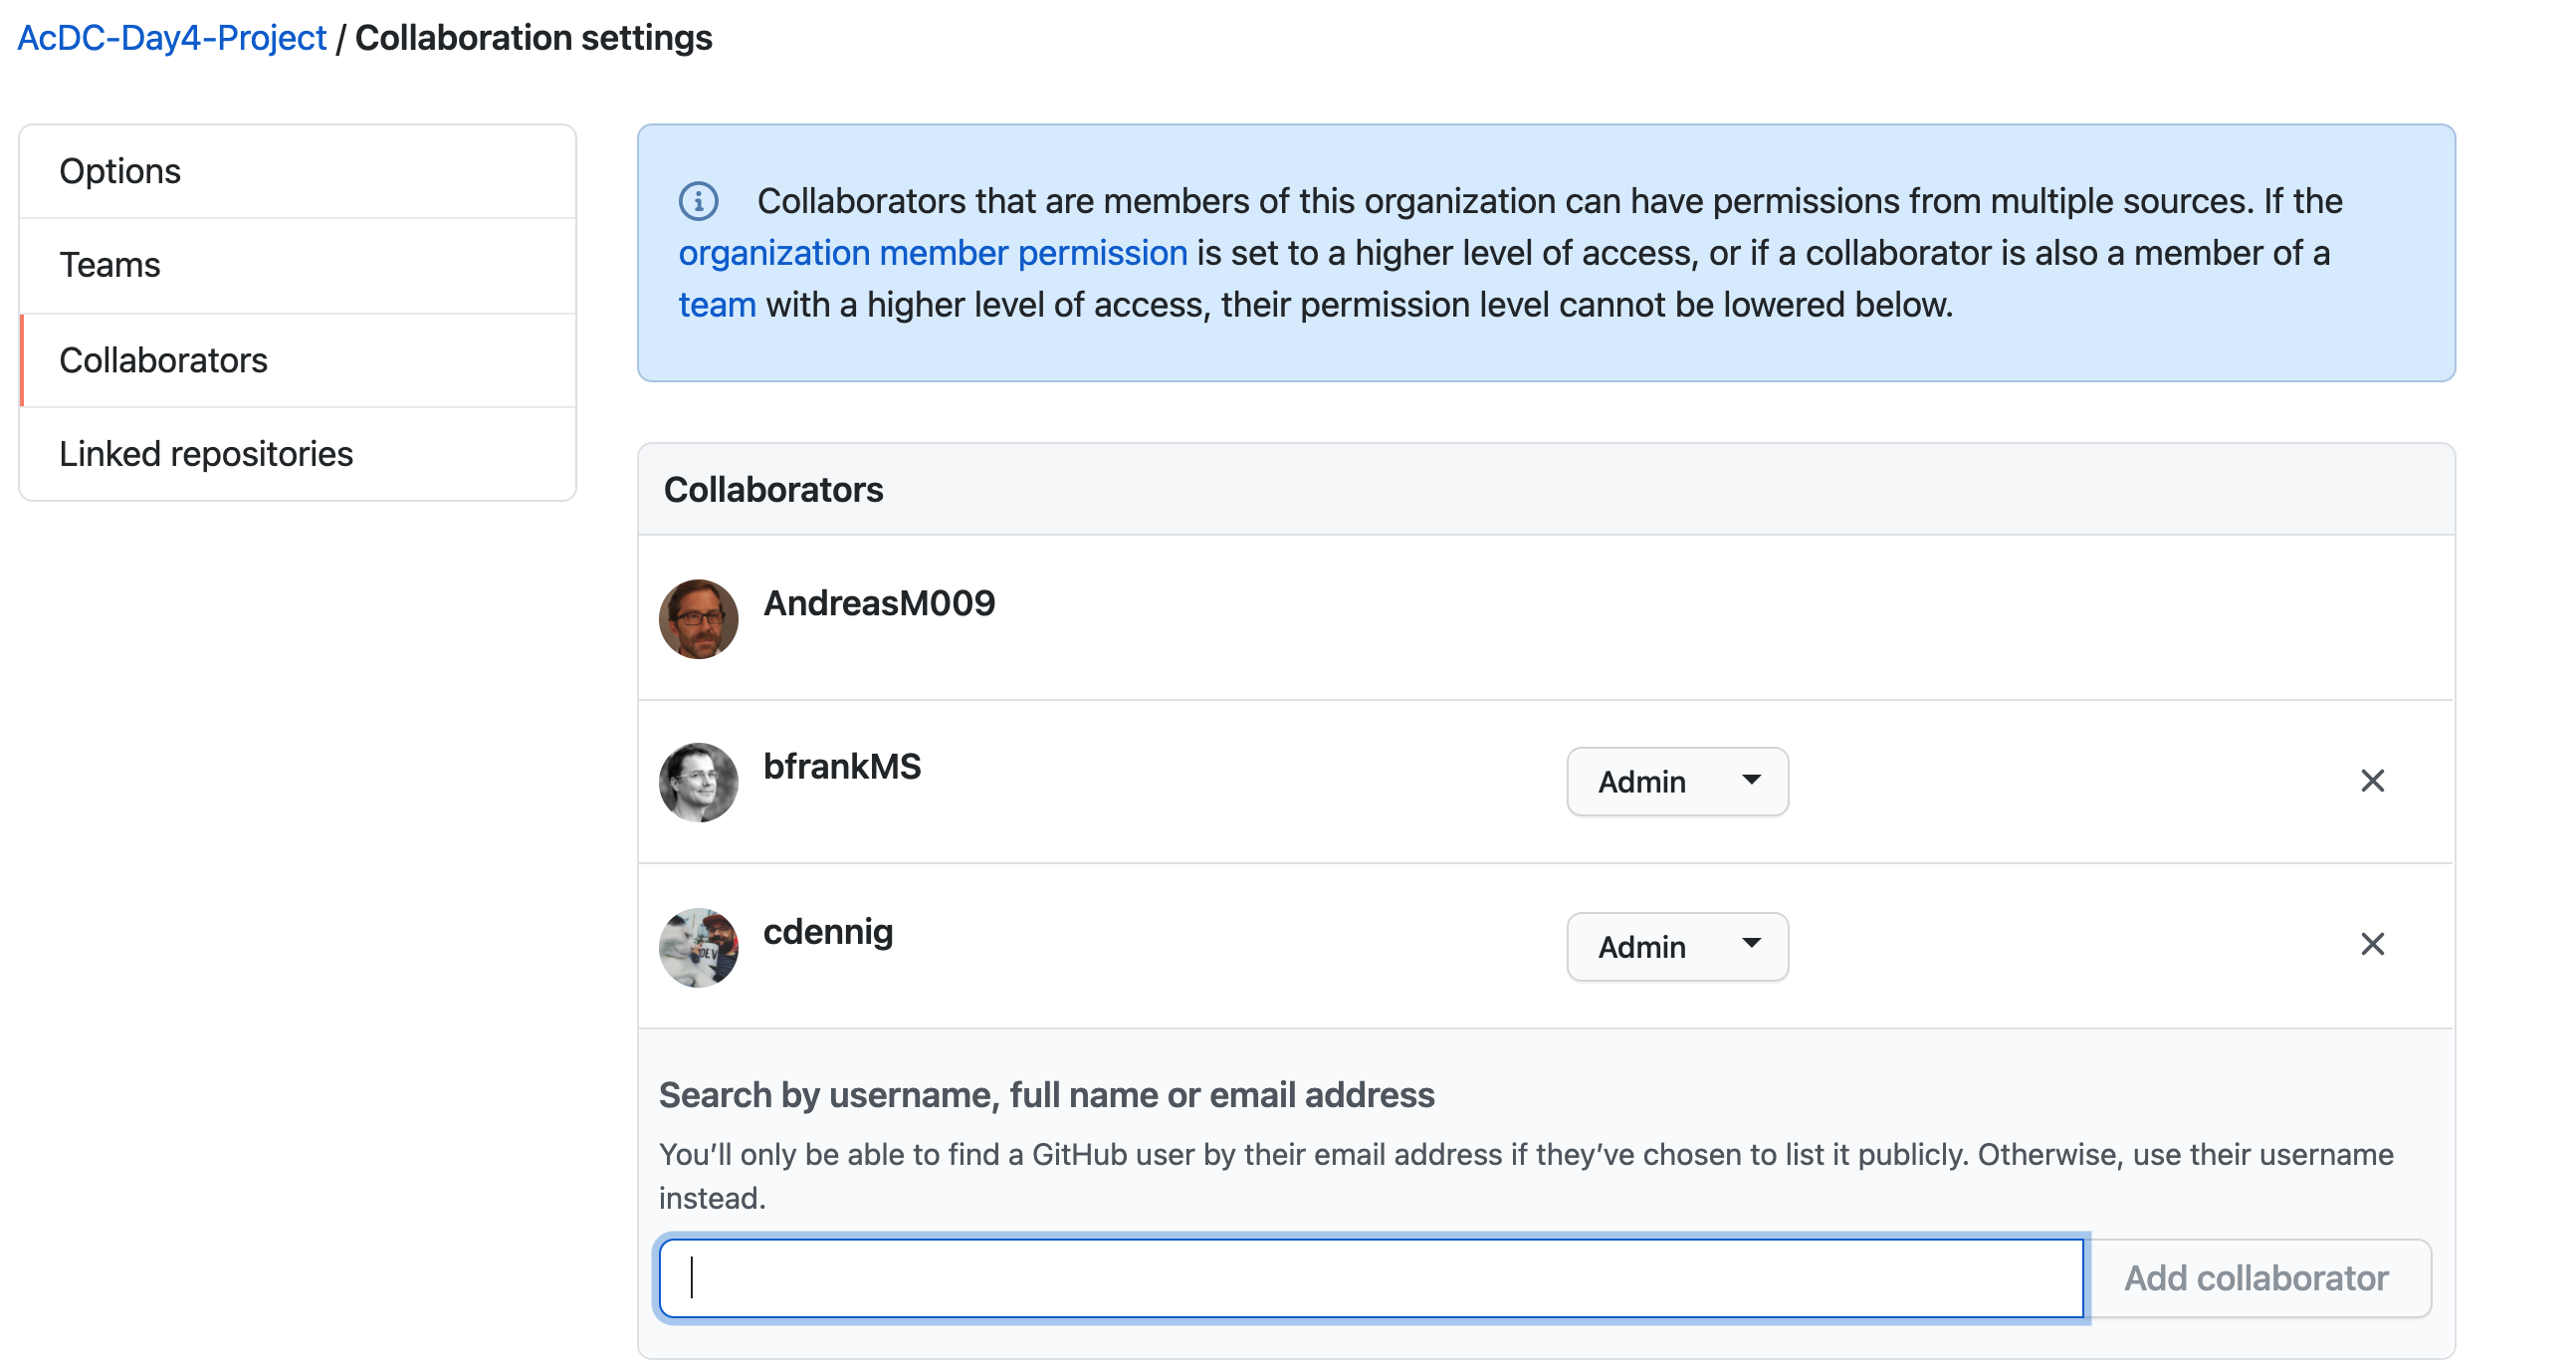 AcDC-Day4-Project / Collaboration settings
Options
Teams
Collaborators
Linked repositories
Collaborators that are members of this organization can have permissions from multiple sources. If the
organization member permission is set to a higher level of access, or if a collaborator is also a member of a
team with a higher level of access, their permission level cannot be lowered below.
Collaborators
AndreasM009
bfrankMS
Admin
cdennig
Admin
Search by username, full name or email address
You’ll only be able to find a GitHub user by their email address if they’ve chosen to list it publicly. Otherwise, use their username
instead.
Add collaborator